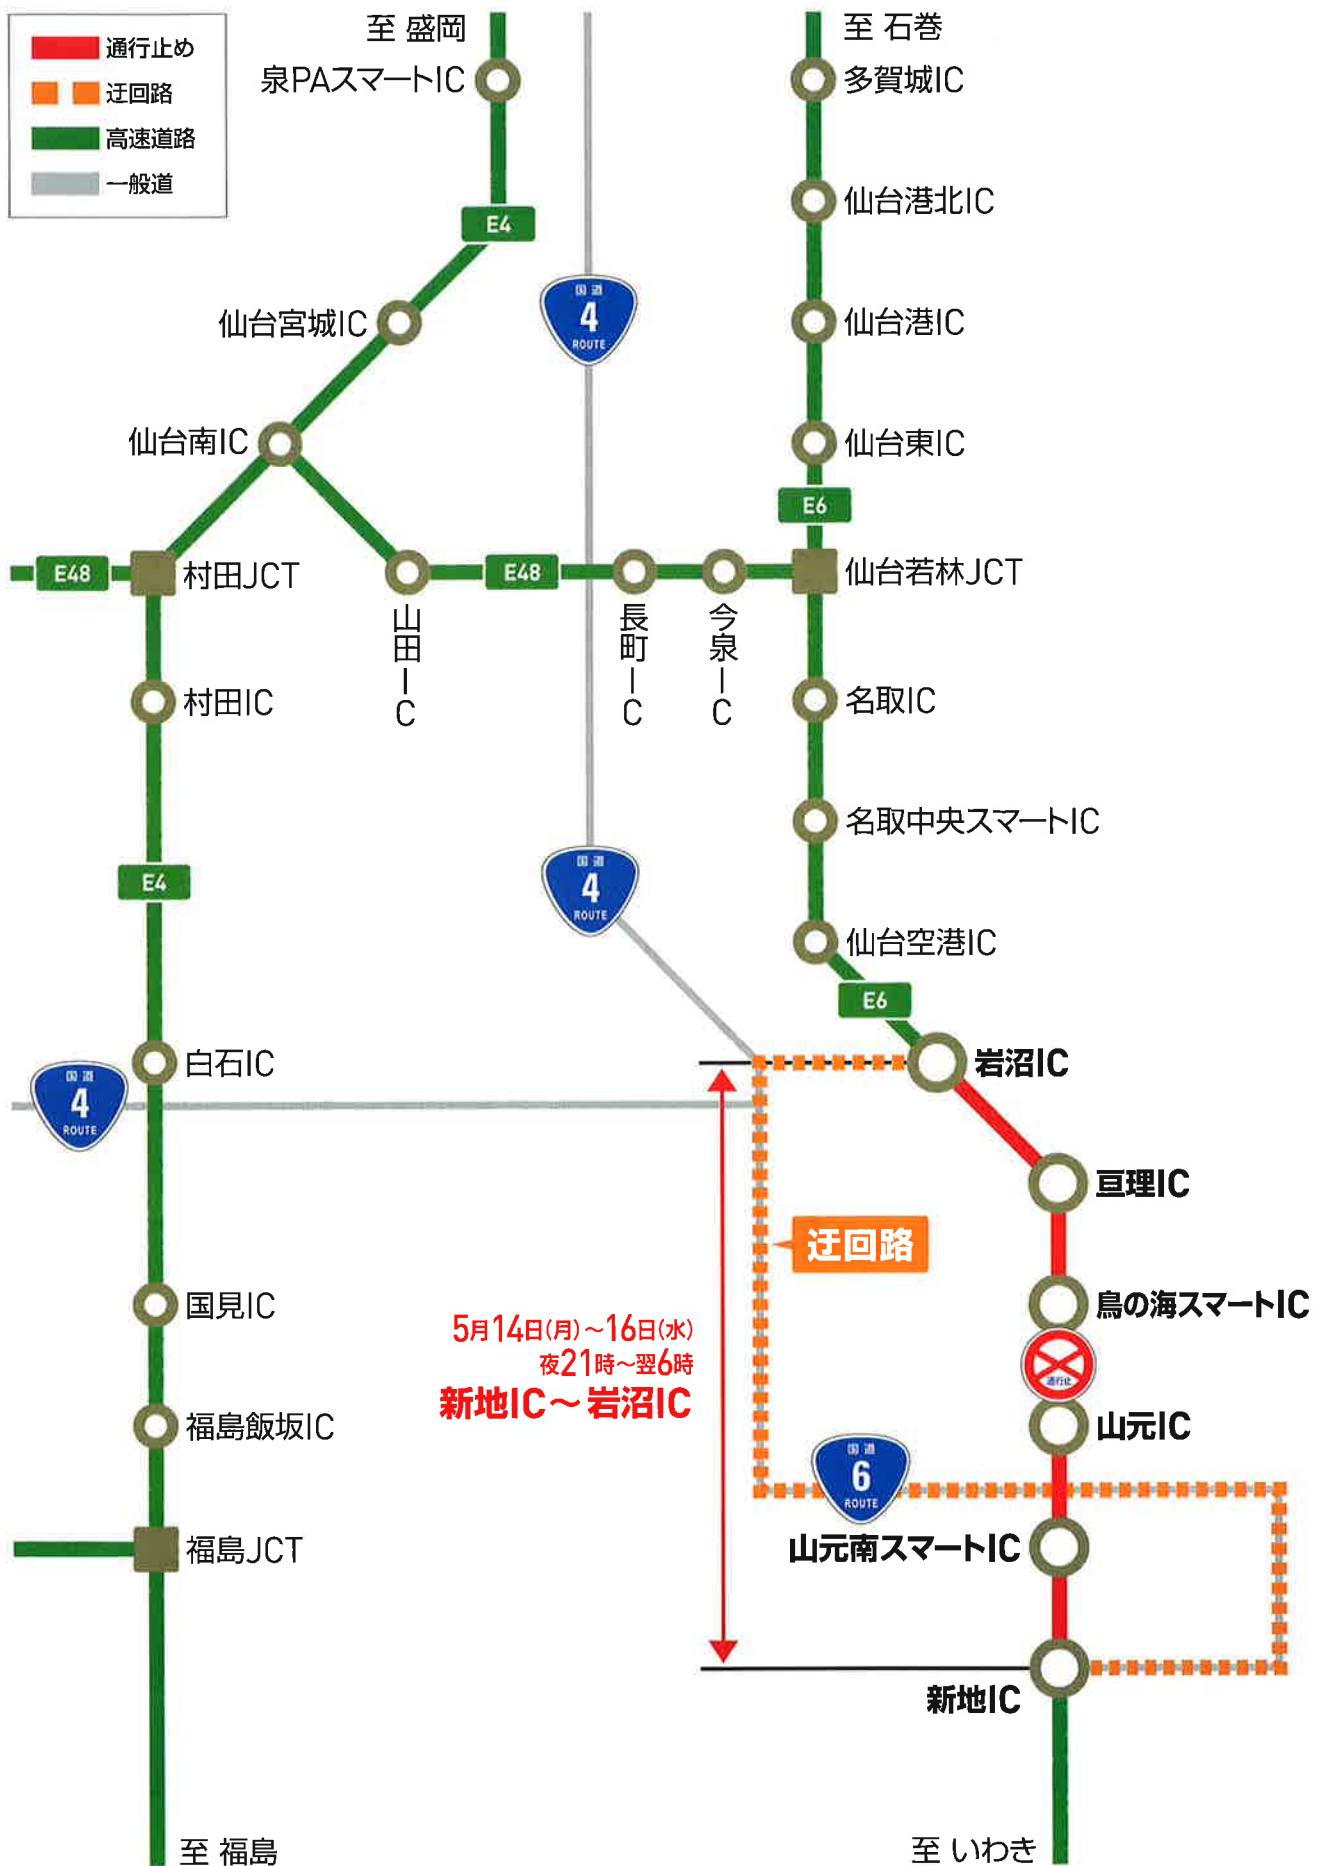 通行止め
迂回路
高速道路
一般道
至 盛岡
泉PAスマートIC
E4
仙台宮城IC
仙台南IC
E48
村田JCT
村田IC
E4
白石IC
国道
4
ROUTE
国見IC
福島飯坂IC
福島JCT
至 福島
国道
4
ROUTE
山田IC
E48
長町IC
今泉IC
国道
4
ROUTE
至 石巻
多賀城IC
仙台港北IC
仙台港IC
仙台東IC
E6
仙台若林JCT
名取IC
名取中央スマートIC
仙台空港IC
E6
岩沼IC
亘理IC
迂回路
鳥の海スマートIC
通行止
山元IC
5月14日(月)～16日(水)
夜21時～翌6時
新地IC～岩沼IC
国道
6
ROUTE
山元南スマートIC
新地IC
至 いわき